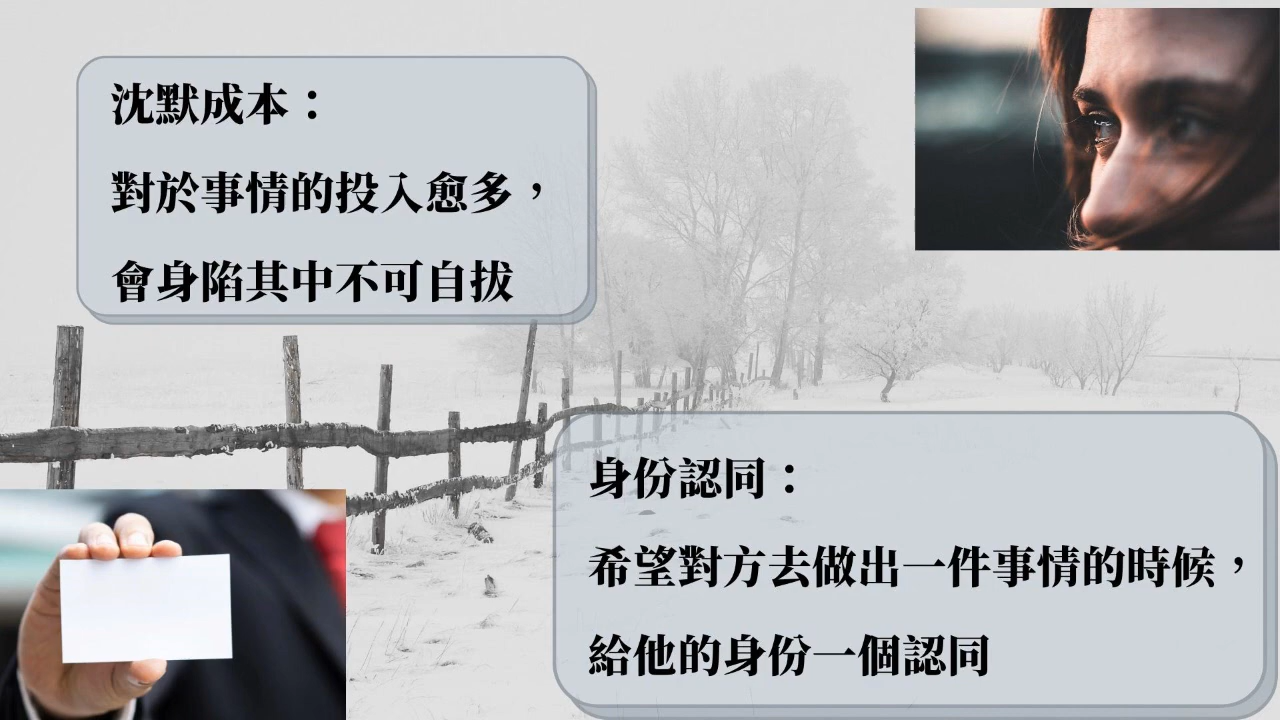 沈默成本：
對於事情的投入愈多，
會身陷其中不可自拔
身份認同：
希望對方去做出一件事情的時候，
給他的身份一個認同